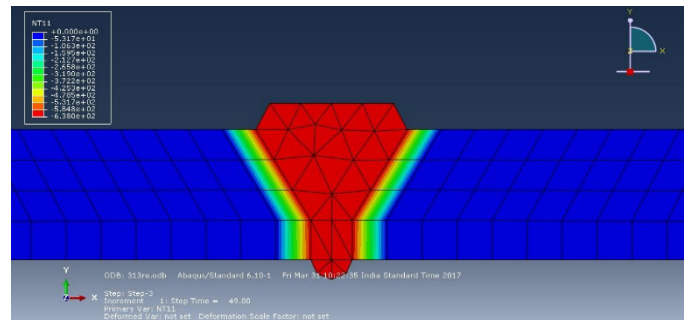 NT11
+0.000e+00
-5.317e+01
-1.063e+02
-1.595e+02
-2.127e+02
-2.658e+02
-3.190e+02
-3.722e+02
-4.253e+02
-4.785e+02
-5.317e+02
-5.848e+02
-6.380e+02
Y
Z
X
ODB: 313re.odb Abaqus/Standard 6.10-1 Fri Mar 31 10:22:35 India Standard Time 2017
Y
Z X
Step: Step-3
Increment 1: Step Time = 49.00
Primary Var: NT11
Deformed Var: not set Deformation Scale Factor: not set